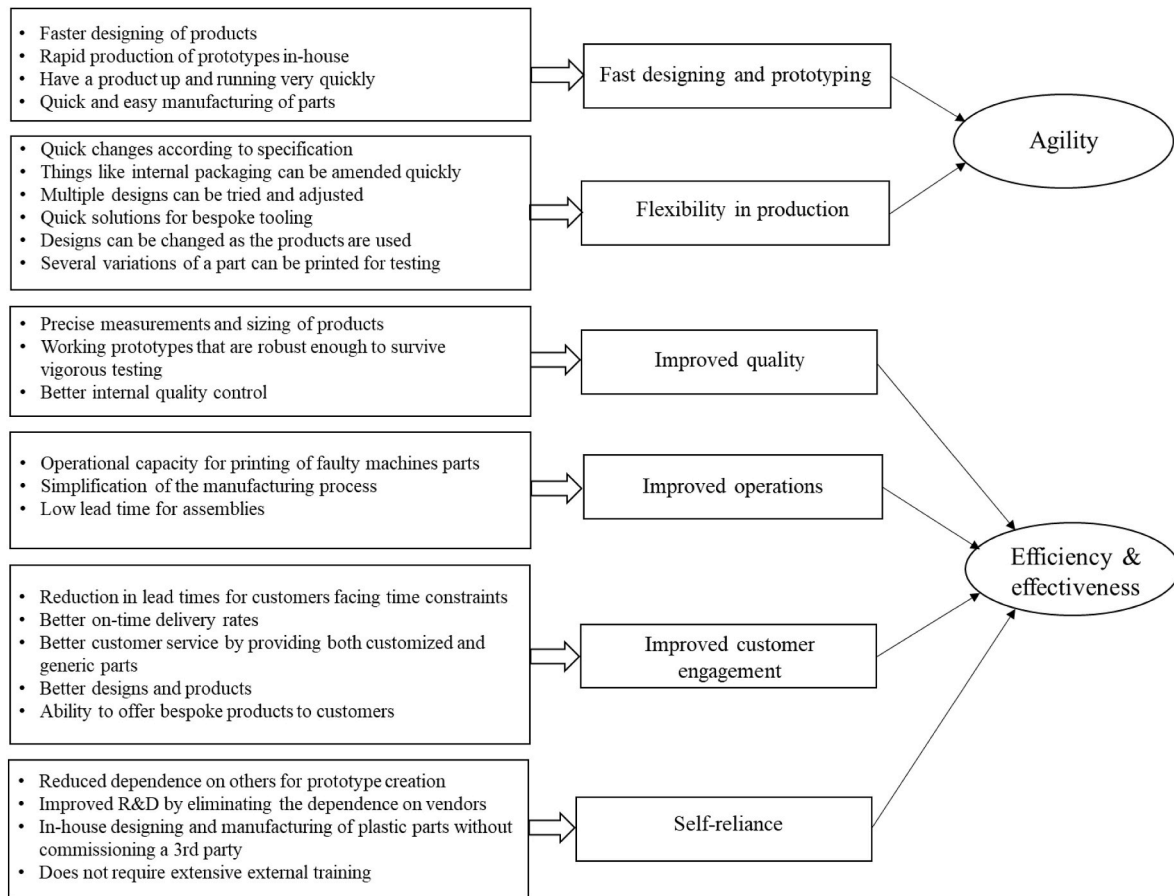 • Faster designing of products
• Rapid production of prototypes in-house
• Have a product up and running very quickly
• Quick and easy manufacturing of parts
Fast designing and prototyping
Agility
• Quick changes according to specification
• Things like internal packaging can be amended quickly
• Multiple designs can be tried and adjusted
• Quick solutions for bespoke tooling
• Designs can be changed as the products are used
• Several variations of a part can be printed for testing
Flexibility in production
• Precise measurements and sizing of products
• Working prototypes that are robust enough to survive
vigorous testing
• Better internal quality control
Improved quality
• Operational capacity for printing of faulty machines parts
• Simplification of the manufacturing process
• Low lead time for assemblies
Improved operations
Efficiency &
effectiveness
• Reduction in lead times for customers facing time constraints
• Better on-time delivery rates
• Better customer service by providing both customized and
generic parts
• Better designs and products
• Ability to offer bespoke products to customers
Improved customer
engagement
• Reduced dependence on others for prototype creation
• Improved R&D by eliminating the dependence on vendors
• In-house designing and manufacturing of plastic parts without
commissioning a 3rd party
• Does not require extensive external training
Self-reliance